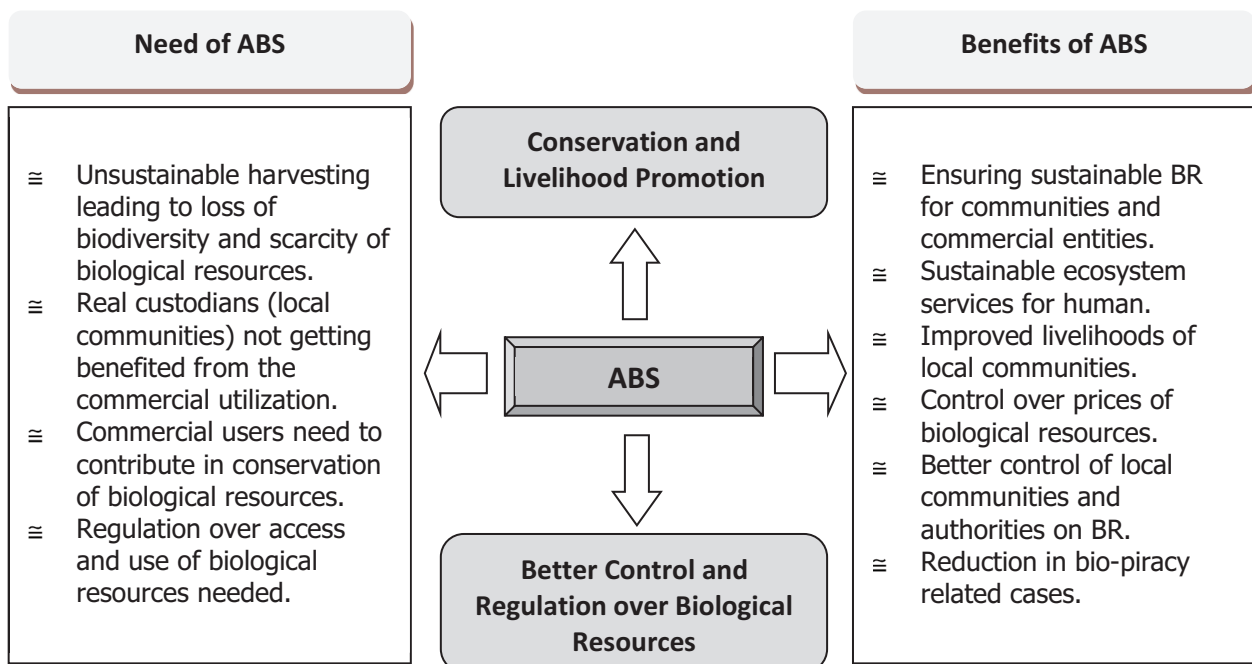 Need of ABS
≅ Unsustainable harvesting
leading to loss of
biodiversity and scarcity of
biological resources.
≅ Real custodians (local
communities) not getting
benefited from the
commercial utilization.
≅ Commercial users need to
contribute in conservation
of biological resources.
≅ Regulation over access
and use of biological
resources needed.
Conservation and
Livelihood Promotion
ABS
Better Control and
Regulation over Biological
Resources
Benefits of ABS
≅ Ensuring sustainable BR
for communities and
commercial entities.
≅ Sustainable ecosystem
services for human.
≅ Improved livelihoods of
local communities.
≅ Control over prices of
biological resources.
≅ Better control of local
communities and
authorities on BR.
≅ Reduction in bio-piracy
related cases.